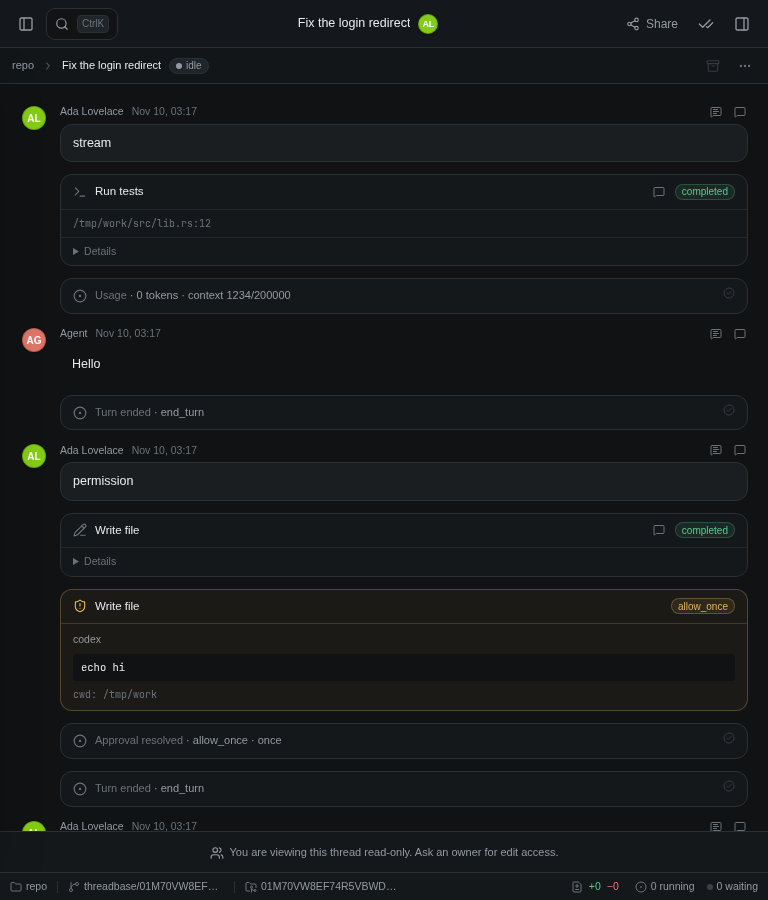 CtrlK
Fix the login redirect AL
Share
repo
Fix the login redirect
idle
AL
Ada Lovelace Nov 10, 03:17
stream
Run tests
completed
/tmp/work/src/lib.rs:12
Details
Usage · 0 tokens · context 1234/200000
AG
Agent Nov 10, 03:17
Hello
Turn ended · end_turn
AL
Ada Lovelace Nov 10, 03:17
permission
Write file
completed
Details
Write file
allow_once
codex
echo hi
cwd: /tmp/work
Approval resolved · allow_once · once
Turn ended · end_turn
Ada Lovelace Nov 10, 03:17
You are viewing this thread read-only. Ask an owner for edit access.
repo
threadbase/01M70VW8EF…
01M70VW8EF74R5VBWD…
+0 −0
0 running
0 waiting